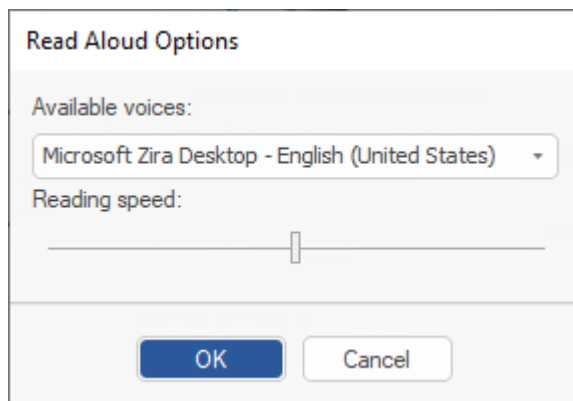 Read Aloud Options
Available voices:
Microsoft Zira Desktop - English (United States)
Reading speed:
OK
Cancel